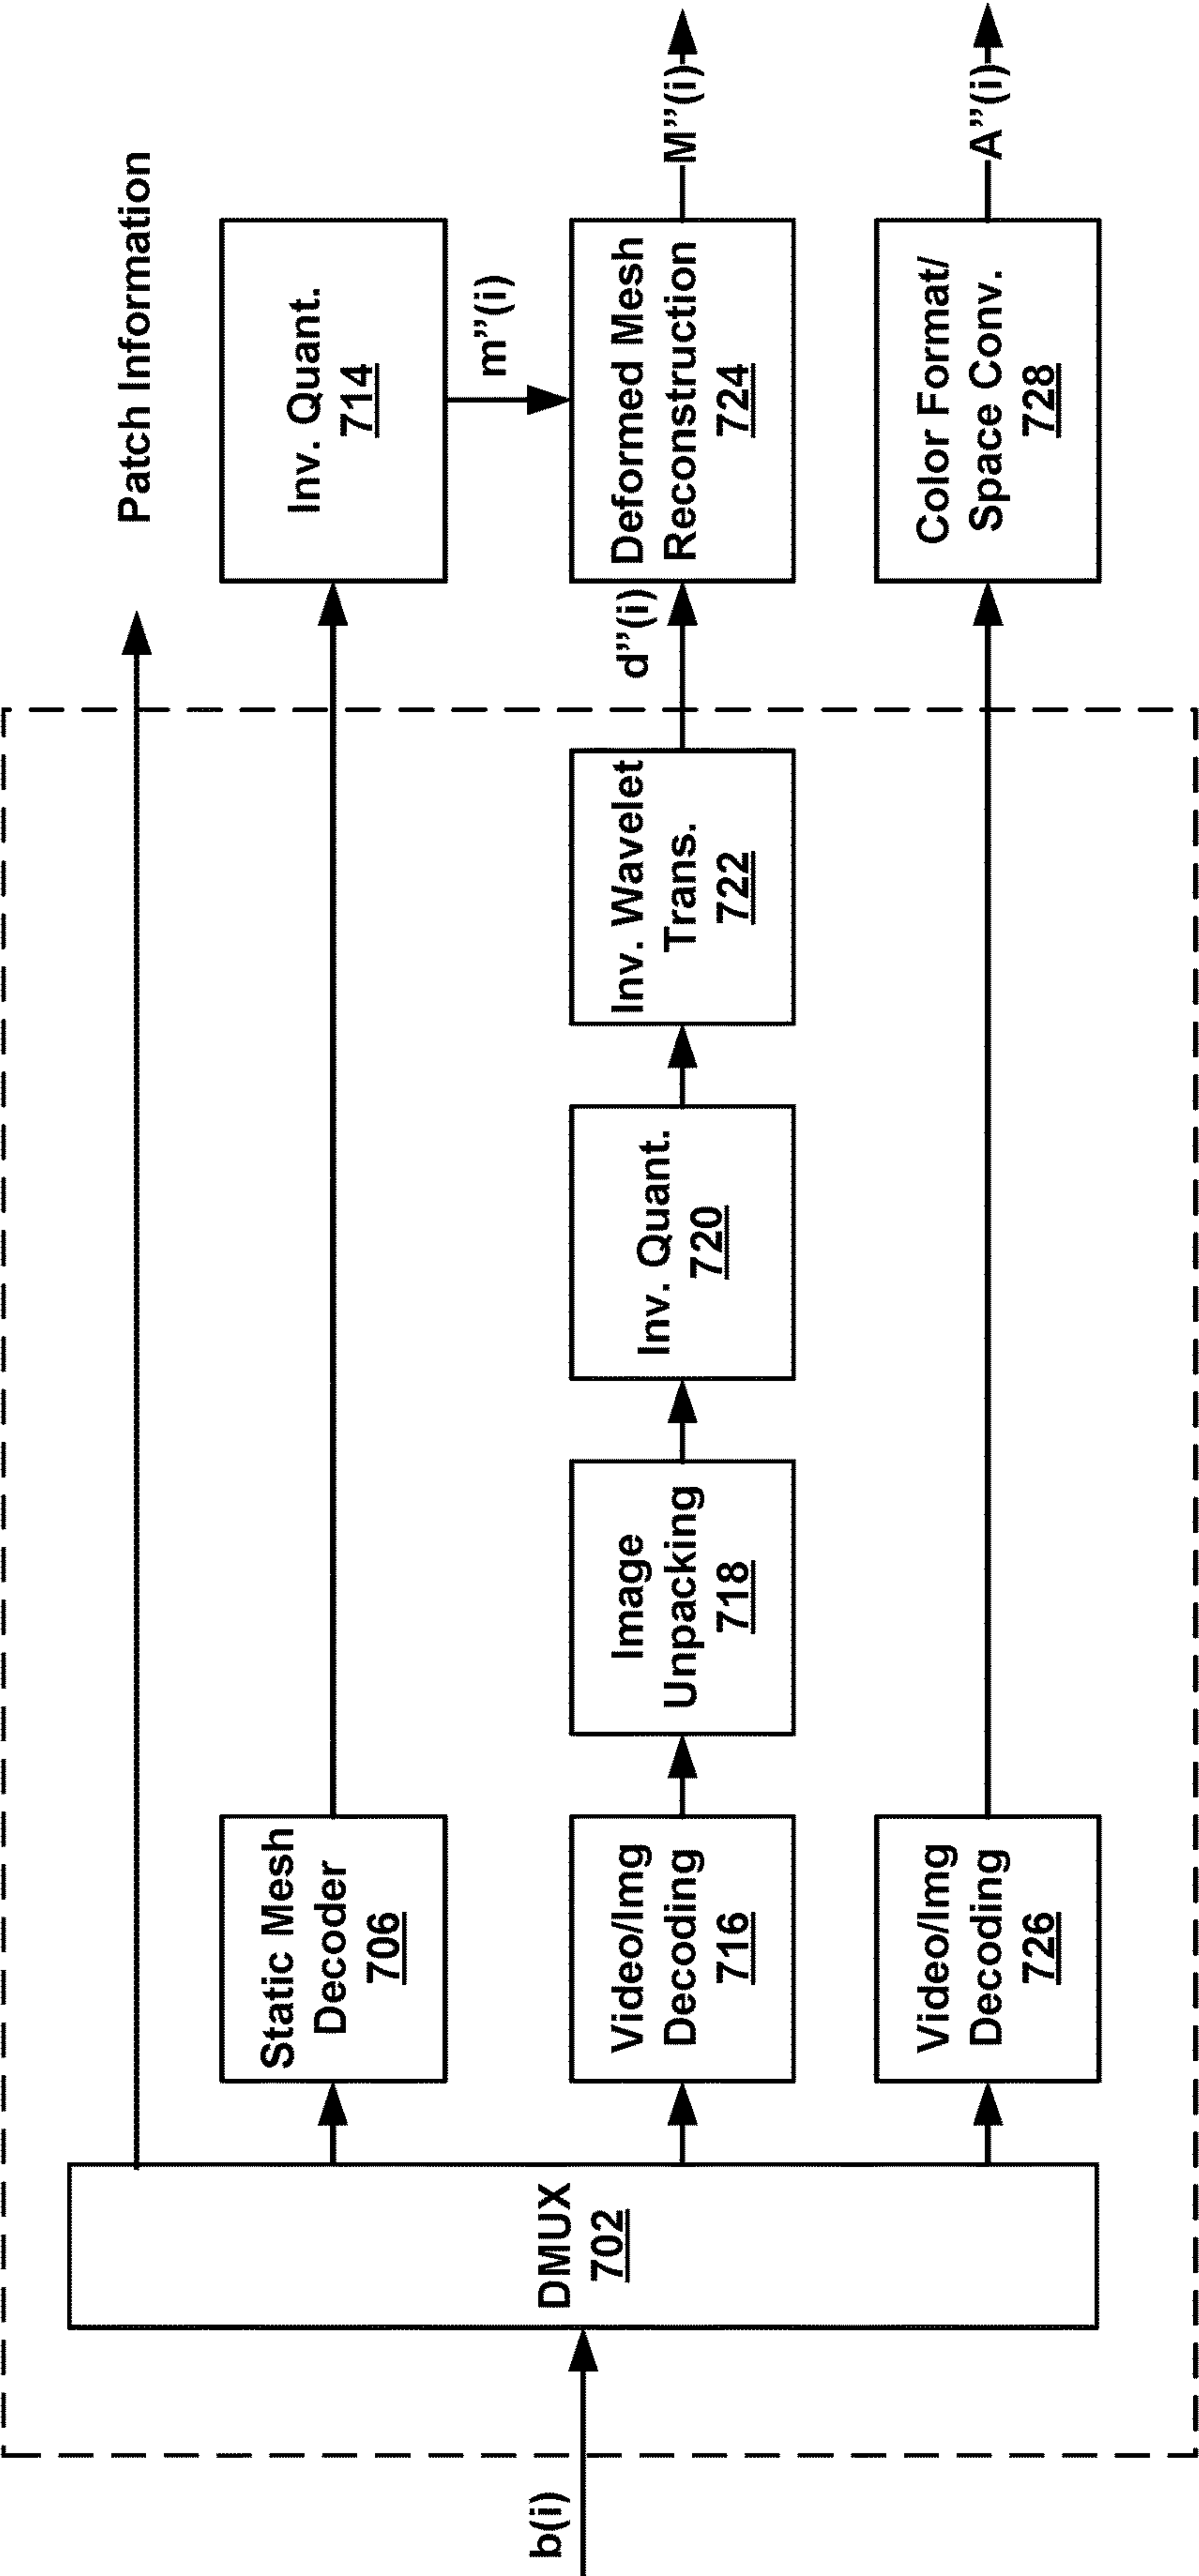 Patch Information
Static Mesh
Decoder
706
Inv. Quant.
714
m”(i)
b(i)
DMUX
702
Video/Img
Decoding
716
Image
Unpacking
718
Inv. Quant.
720
Inv. Wavelet
Trans.
722
d”(i)
Deformed Mesh
Reconstruction
724
M”(i)
Video/Img
Decoding
726
Color Format/
Space Conv.
728
A”(i)